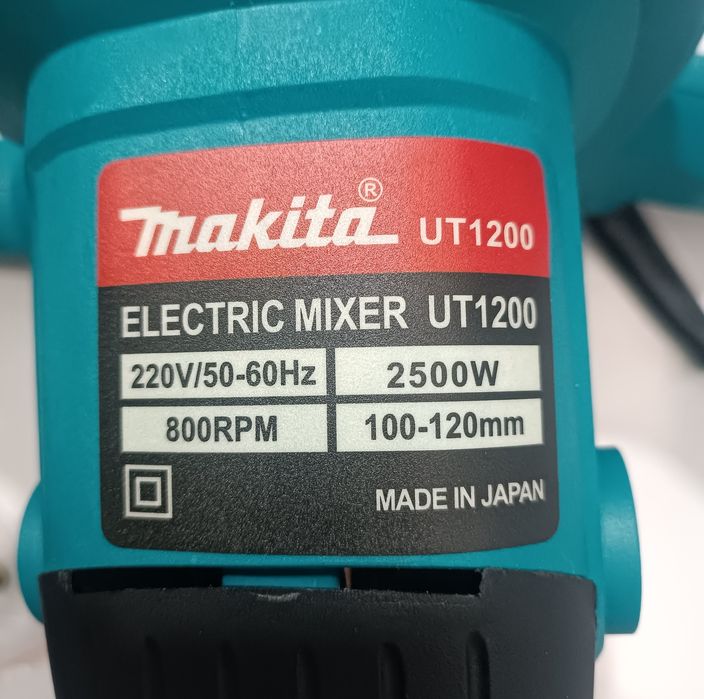 makita® UT1200
ELECTRIC MIXER UT1200
220V/50-60Hz 2500W
800RPM 100-120mm
MADE IN JAPAN